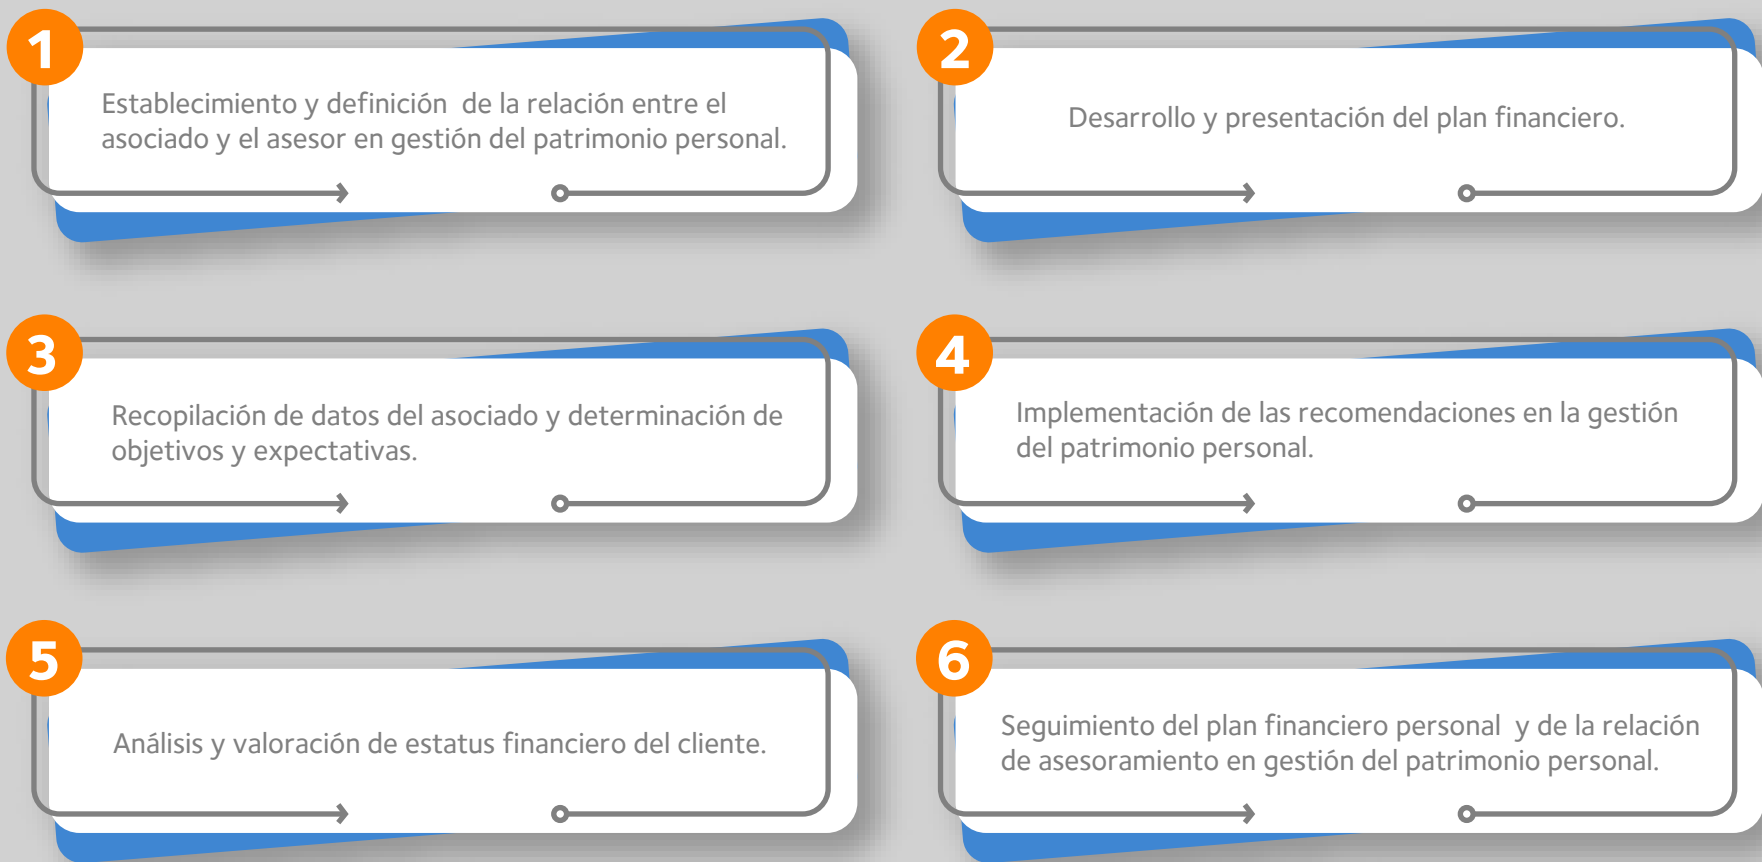 1
Establecimiento y definición de la relación entre el
asociado y el asesor en gestión del patrimonio personal.
2
Desarrollo y presentación del plan financiero.
3
Recopilación de datos del asociado y determinación de
objetivos y expectativas.
4
Implementación de las recomendaciones en la gestión
del patrimonio personal.
5
Análisis y valoración de estatus financiero del cliente.
6
Seguimiento del plan financiero personal y de la relación
de asesoramiento en gestión del patrimonio personal.